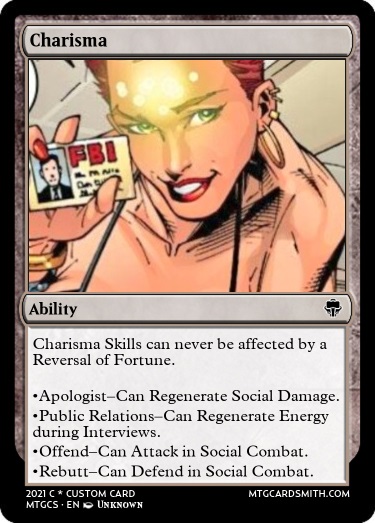 Charisma
FBI
Ability
Charisma Skills can never be affected by a
Reversal of Fortune.
•Apologist–Can Regenerate Social Damage.
•Public Relations–Can Regenerate Energy
during Interviews.
•Offend–Can Attack in Social Combat.
•Rebutt–Can Defend in Social Combat.
2021 C * CUSTOM CARD
MTGCARDSMITH.COM
MTGCS · EN Unknown